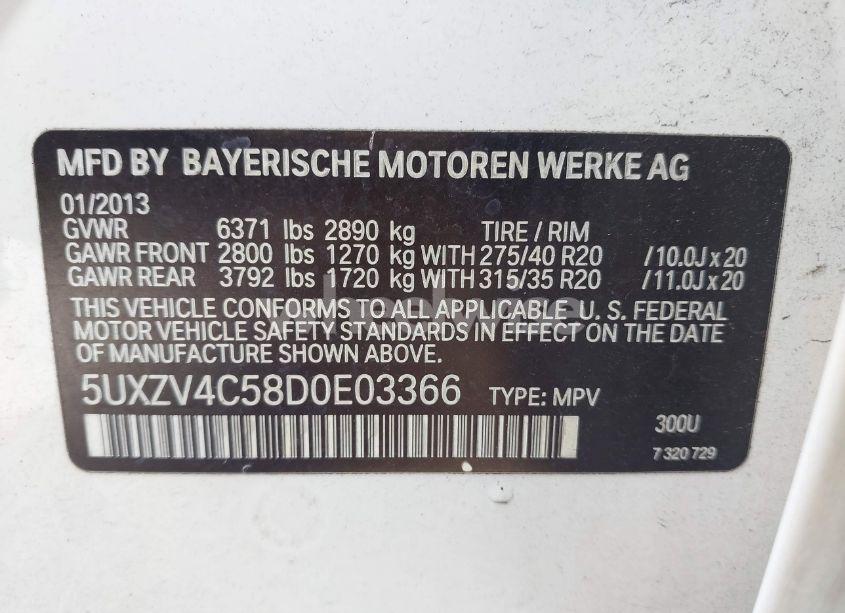 MFD BY BAYERISCHE MOTOREN WERKE AG
01/2013
GVWR 6371 lbs 2890 kg TIRE / RIM
GAWR FRONT 2800 lbs 1270 kg WITH 275/40 R20 /10.0J x 20
GAWR REAR 3792 lbs 1720 kg WITH 315/35 R20 /11.0J x 20
THIS VEHICLE CONFORMS TO ALL APPLICABLE U. S. FEDERAL
MOTOR VEHICLE SAFETY STANDARDS IN EFFECT ON THE DATE
OF MANUFACTURE SHOWN ABOVE.
5UXZV4C58D0E03366 TYPE: MPV
300U
7 320 729